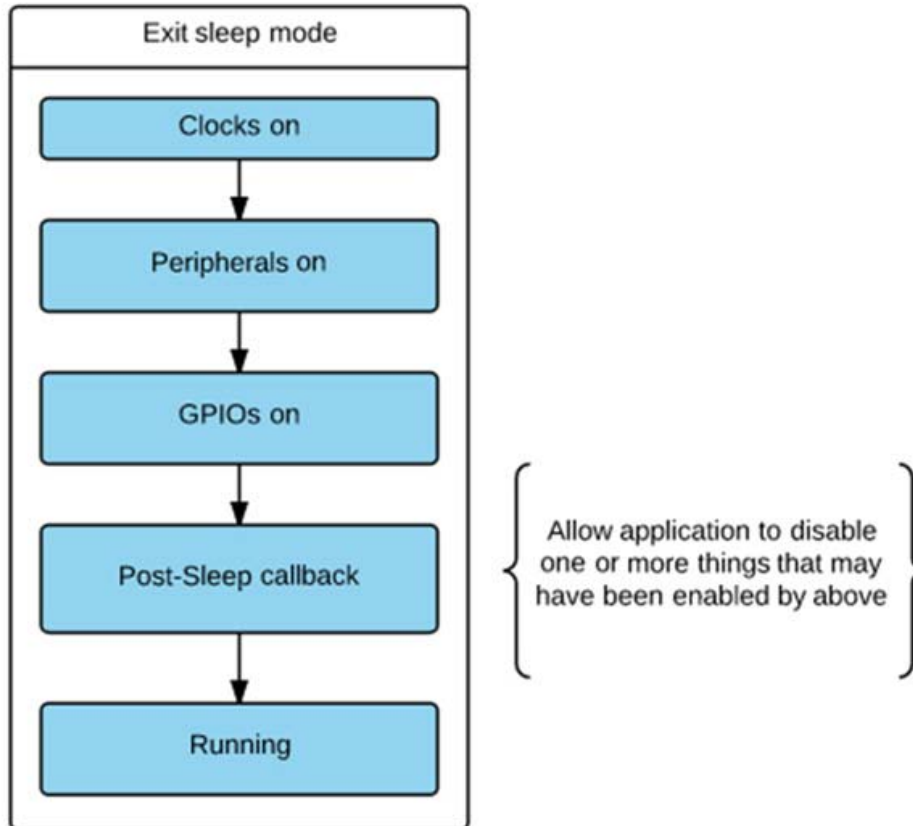 Exit sleep mode
Clocks on
Peripherals on
GPIOs on
Post-Sleep callback
Allow application to disable
one or more things that may
have been enabled by above
Running